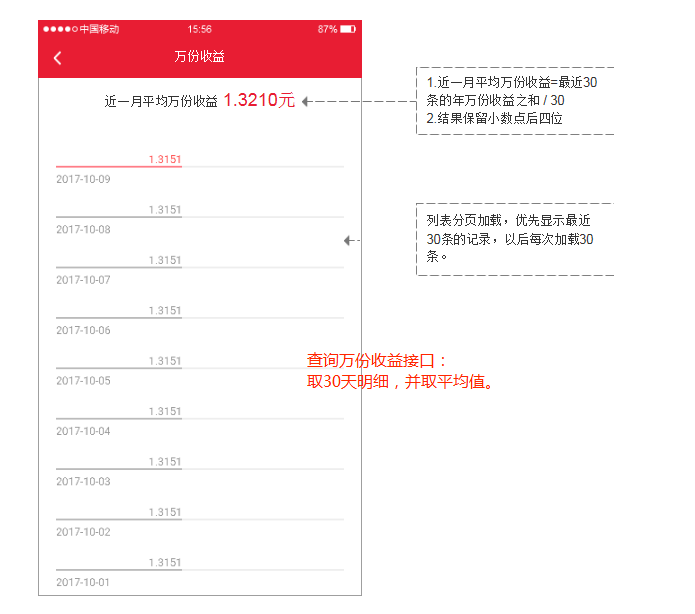 中国移动 15:56 87%
万份收益
近一月平均万份收益 1.3210元
1.近一月平均万份收益=最近30
条的年万份收益之和 / 30
2.结果保留小数点后四位
1.3151
2017-10-09
1.3151
2017-10-08
列表分页加载，优先显示最近
30条的记录，以后每次加载30
条。
1.3151
2017-10-07
1.3151
2017-10-06
查询万份收益接口：
取30天明细，并取平均值。
1.3151
2017-10-05
1.3151
2017-10-04
1.3151
2017-10-03
1.3151
2017-10-02
1.3151
2017-10-01